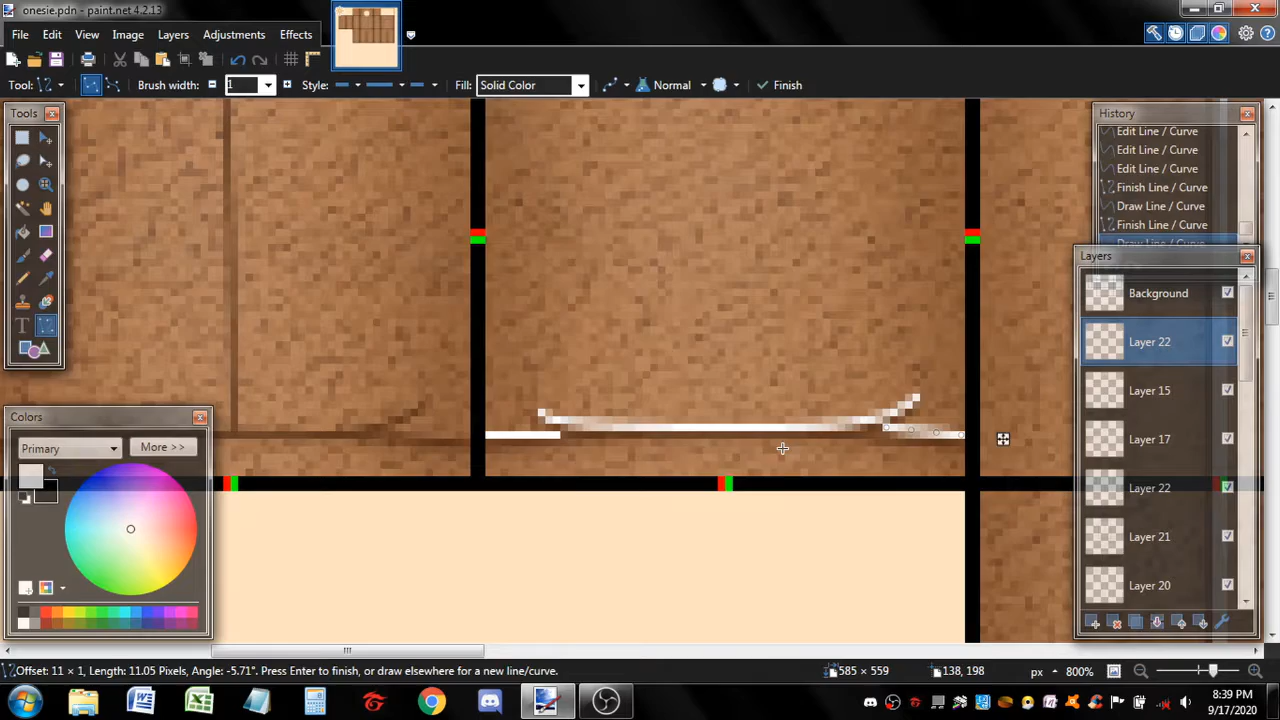 onesie.pdn - paint.net 4.2.13
File Edit View Image Layers Adjustments Effects
Tool: Brush width: 1 Style: Fill: Solid Color Normal Finish
Tools
History
Edit Line / Curve
Edit Line / Curve
Edit Line / Curve
Finish Line / Curve
Draw Line / Curve
Finish Line / Curve
Draw Line / Curve
Layers
Background
Layer 22
Layer 15
Layer 17
Layer 22
Layer 21
Layer 20
Colors
Primary More >>
Offset: 11 × 1, Length: 11.05 Pixels, Angle: -5.71°. Press Enter to finish, or draw elsewhere for a new line/curve.
585 × 559 138, 198 px 800%
8:39 PM
9/17/2020